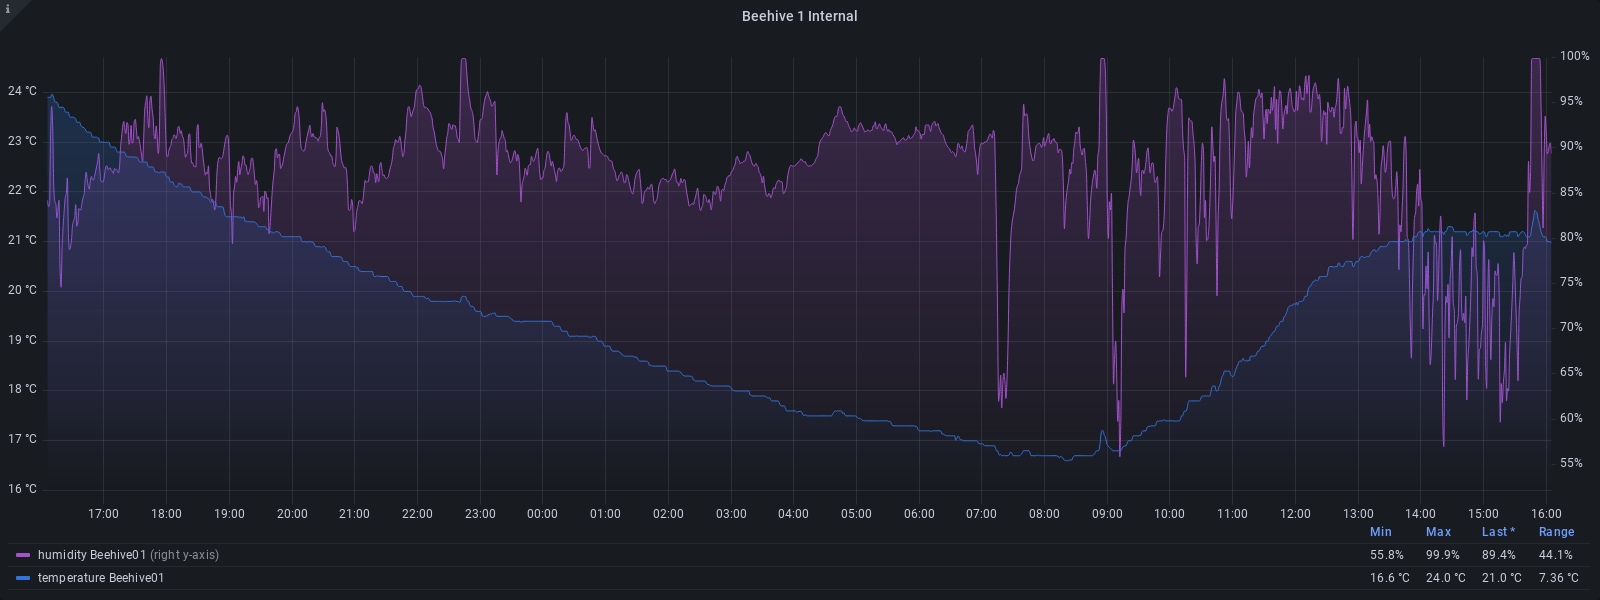 i
Beehive 1 Internal
100%
24 °C 95%
23 °C 90%
22 °C 85%
21 °C 80%
20 °C 75%
19 °C 70%
18 °C 65%
17 °C 60%
16 °C 55%
17:00 18:00 19:00 20:00 21:00 22:00 23:00 00:00 01:00 02:00 03:00 04:00 05:00 06:00 07:00 08:00 09:00 10:00 11:00 12:00 13:00 14:00 15:00 16:00
Min Max Last * Range
humidity Beehive01 (right y-axis) 55.8% 99.9% 89.4% 44.1%
temperature Beehive01 16.6 °C 24.0 °C 21.0 °C 7.36 °C